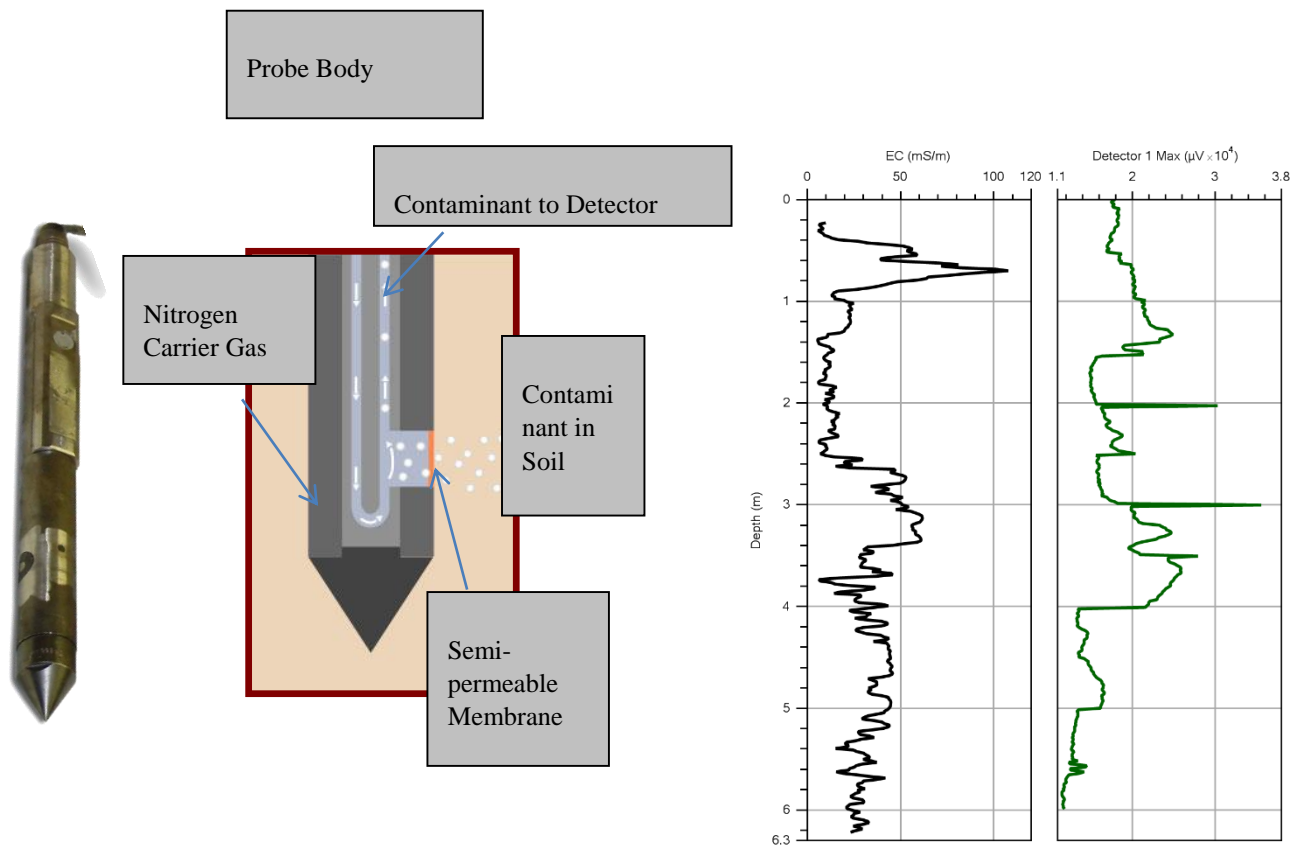 Probe Body
Contaminant to Detector
Nitrogen
Carrier Gas
Contami
nant in
Soil
Semi-
permeable
Membrane
EC (mS/m)
0 50 100 120
Detector 1 Max (µV ×10⁴)
1.1 2 3 3.8
Depth (m)
0
1
2
3
4
5
6
6.3